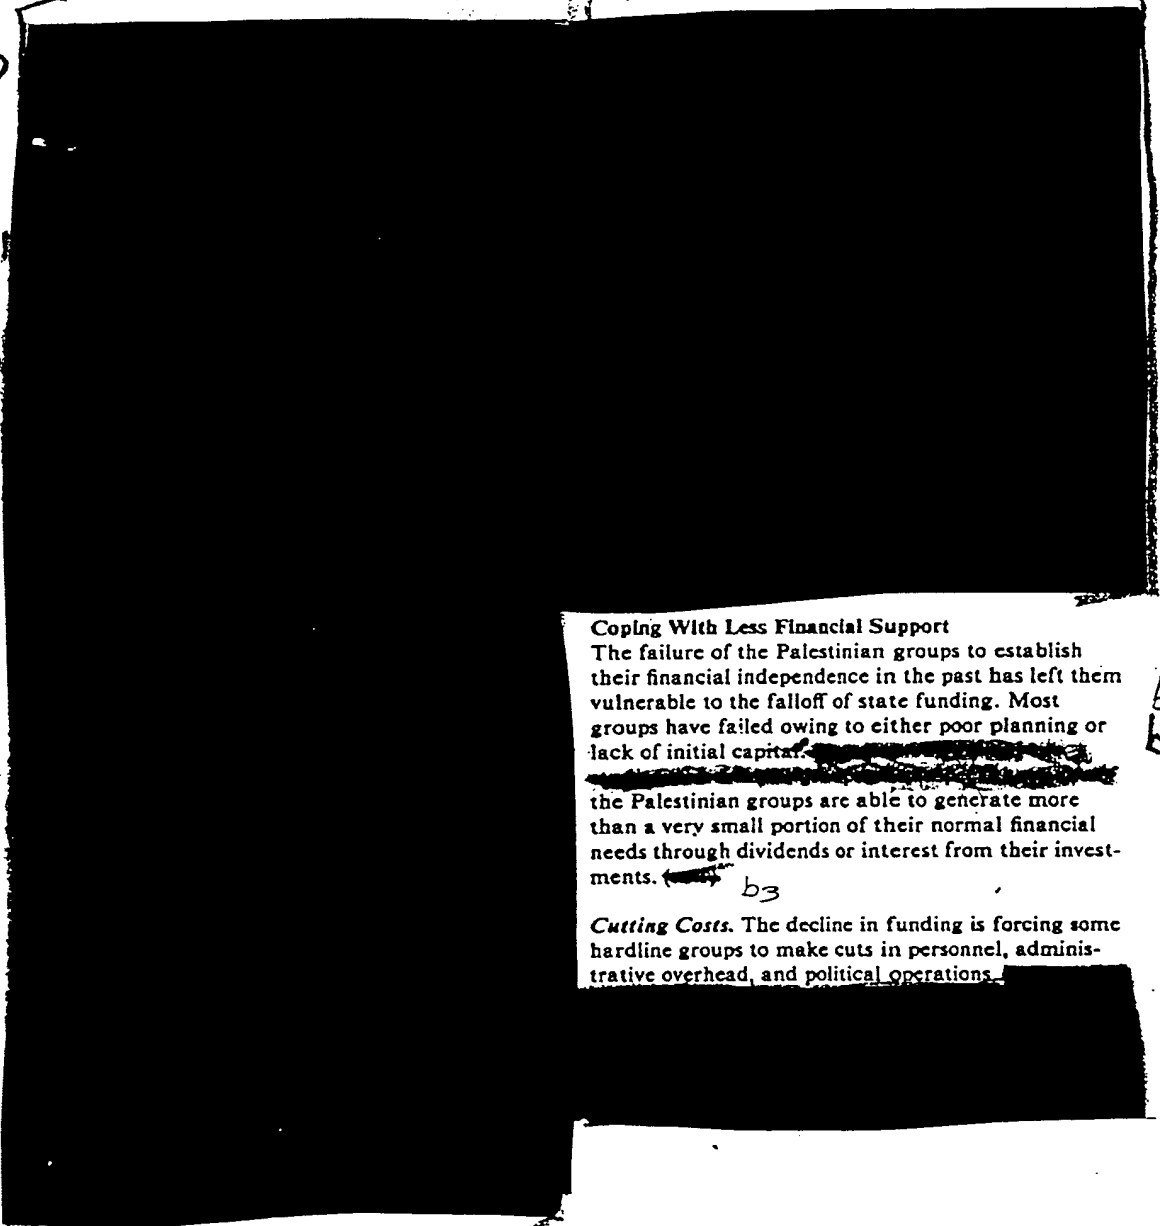 Coping With Less Financial Support
The failure of the Palestinian groups to establish
their financial independence in the past has left them
vulnerable to the falloff of state funding. Most
groups have failed owing to either poor planning or
lack of initial capital.
the Palestinian groups are able to generate more
than a very small portion of their normal financial
needs through dividends or interest from their invest-
ments.
b3
Cutting Costs. The decline in funding is forcing some
hardline groups to make cuts in personnel, adminis-
trative overhead, and political operations